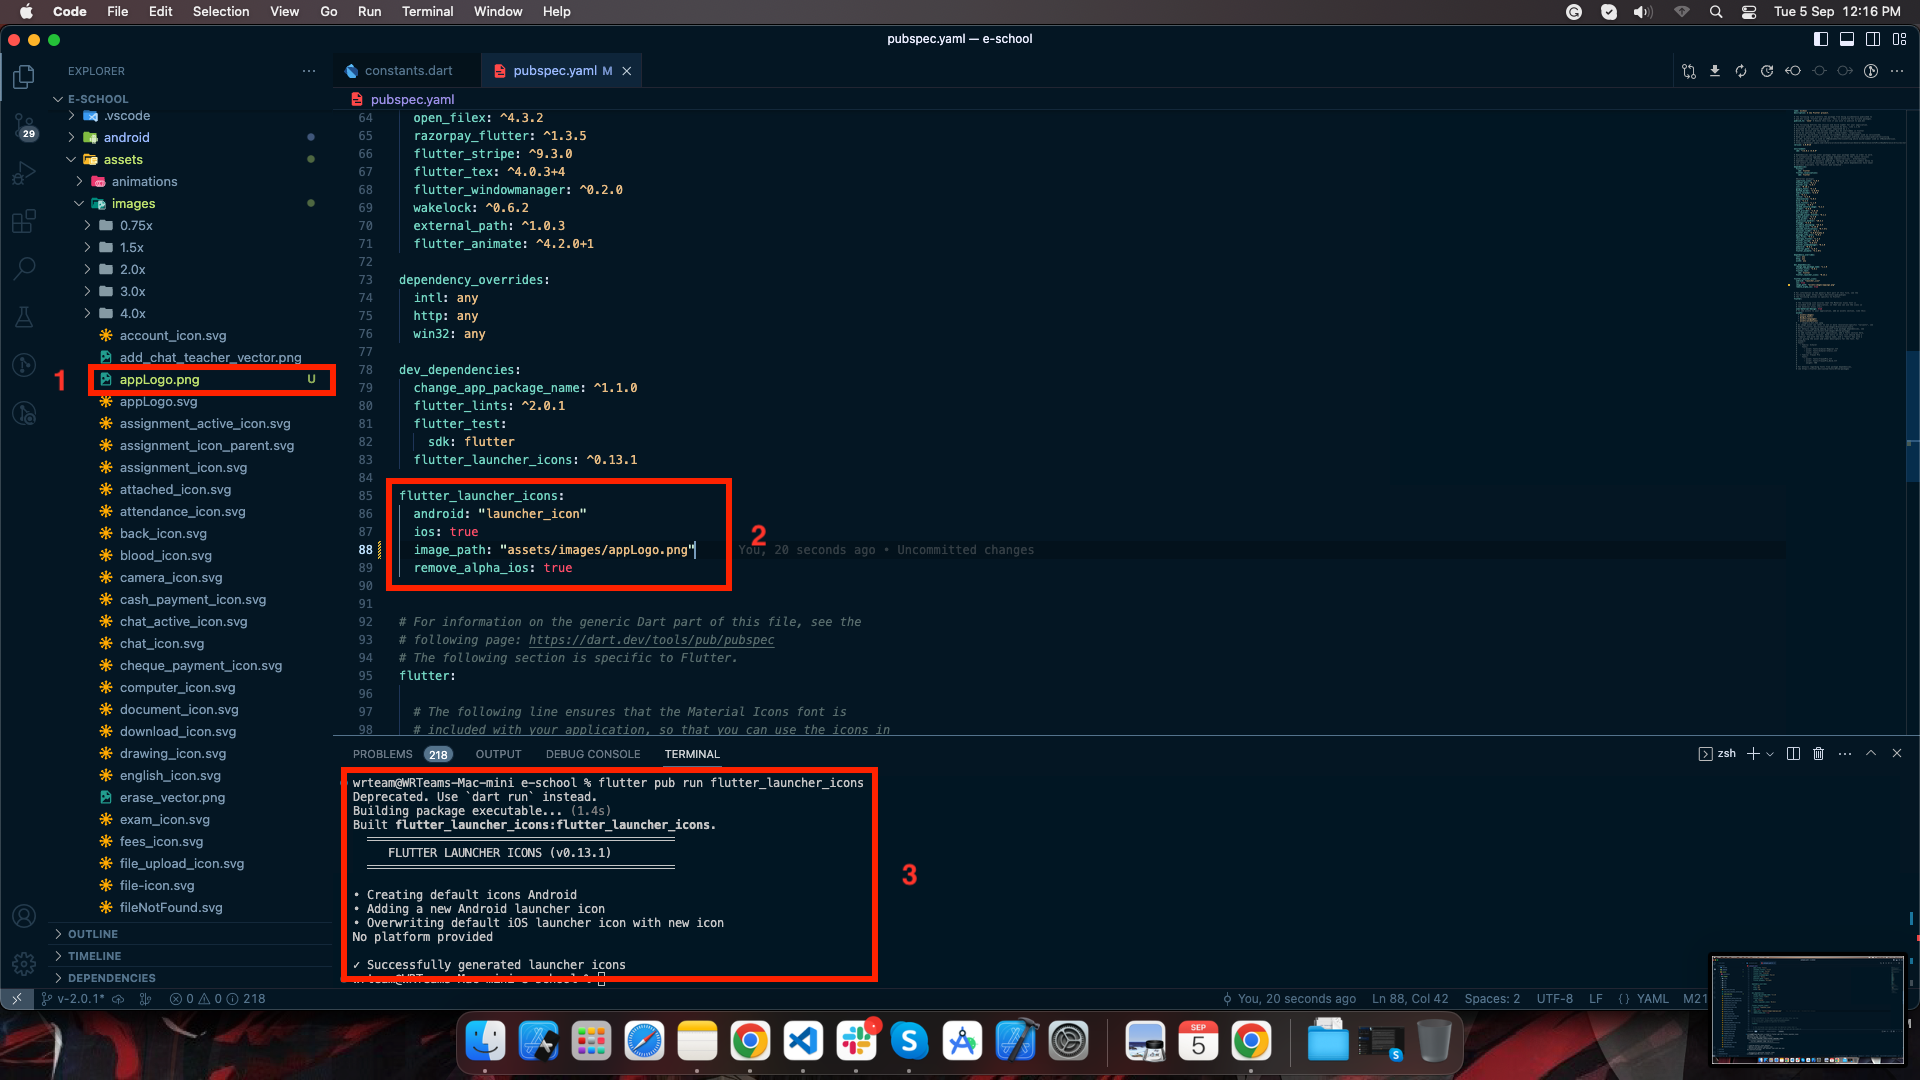 Code File Edit Selection View Go Run Terminal Window Help
Tue 5 Sep 12:16 PM
pubspec.yaml — e-school
EXPLORER
constants.dart
pubspec.yaml M
E-SCHOOL
pubspec.yaml
.vscode
android
assets
animations
images
0.75x
1.5x
2.0x
3.0x
4.0x
account_icon.svg
add_chat_teacher_vector.png
1
appLogo.png U
appLogo.svg
assignment_active_icon.svg
assignment_icon_parent.svg
assignment_icon.svg
attached_icon.svg
attendance_icon.svg
back_icon.svg
blood_icon.svg
camera_icon.svg
cash_payment_icon.svg
chat_active_icon.svg
chat_icon.svg
cheque_payment_icon.svg
computer_icon.svg
document_icon.svg
download_icon.svg
drawing_icon.svg
english_icon.svg
erase_vector.png
exam_icon.svg
fees_icon.svg
file_upload_icon.svg
file-icon.svg
fileNotFound.svg
OUTLINE
TIMELINE
DEPENDENCIES
29
64 open_filex: ^4.3.2
65 razorpay_flutter: ^1.3.5
66 flutter_stripe: ^9.3.0
67 flutter_tex: ^4.0.3+4
68 flutter_windowmanager: ^0.2.0
69 wakelock: ^0.6.2
70 external_path: ^1.0.3
71 flutter_animate: ^4.2.0+1
72
73 dependency_overrides:
74 intl: any
75 http: any
76 win32: any
77
78 dev_dependencies:
79 change_app_package_name: ^1.1.0
80 flutter_lints: ^2.0.1
81 flutter_test:
82 sdk: flutter
83 flutter_launcher_icons: ^0.13.1
84
85 flutter_launcher_icons:
86 android: "launcher_icon"
87 ios: true
88 image_path: "assets/images/appLogo.png" You, 20 seconds ago • Uncommitted changes
89 remove_alpha_ios: true
90
91
92 # For information on the generic Dart part of this file, see the
93 # following page: https://dart.dev/tools/pub/pubspec
94 # The following section is specific to Flutter.
95 flutter:
96
97 # The following line ensures that the Material Icons font is
98 # included with your application, so that you can use the icons in
2
PROBLEMS 218 OUTPUT DEBUG CONSOLE TERMINAL
zsh
wrteam@WRTeams-Mac-mini e-school % flutter pub run flutter_launcher_icons
Deprecated. Use `dart run` instead.
Building package executable... (1.4s)
Built flutter_launcher_icons:flutter_launcher_icons.
FLUTTER LAUNCHER ICONS (v0.13.1)
• Creating default icons Android
• Adding a new Android launcher icon
• Overwriting default iOS launcher icon with new icon
No platform provided
✓ Successfully generated launcher icons
wrteam@WRTeams-Mac-mini e-school %
3
v-2.0.1* 0 0 218
You, 20 seconds ago Ln 88, Col 42 Spaces: 2 UTF-8 LF {} YAML M21
SEP
5